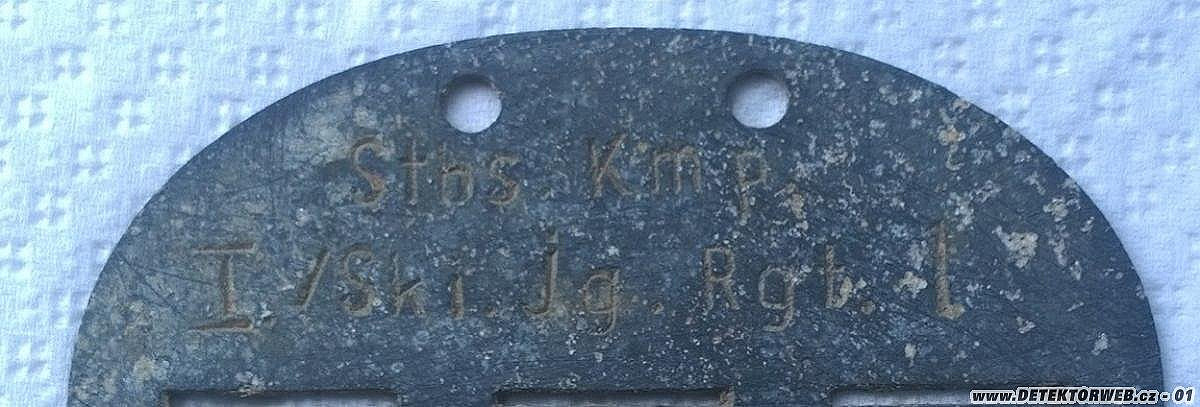 Stbs. Kmp.
I./Ski. Jg. Rgt. 1
www.DETEKTORWEB.cz - 01